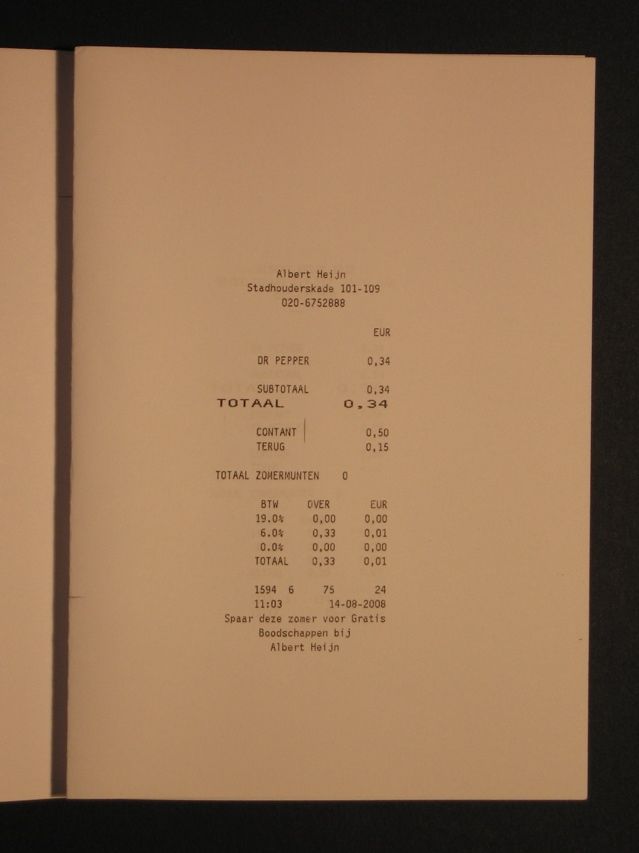 Albert Heijn
Stadhouderskade 101-109
020-6752888
EUR
DR PEPPER 0,34
SUBTOTAAL 0,34
TOTAAL 0,34
CONTANT 0,50
TERUG 0,15
TOTAAL ZOMERMUNTEN 0
BTW OVER EUR
19.0% 0,00 0,00
6.0% 0,33 0,01
0.0% 0,00 0,00
TOTAAL 0,33 0,01
1594 6 75 24
11:03 14-08-2008
Spaar deze zomer voor Gratis
Boodschappen bij
Albert Heijn